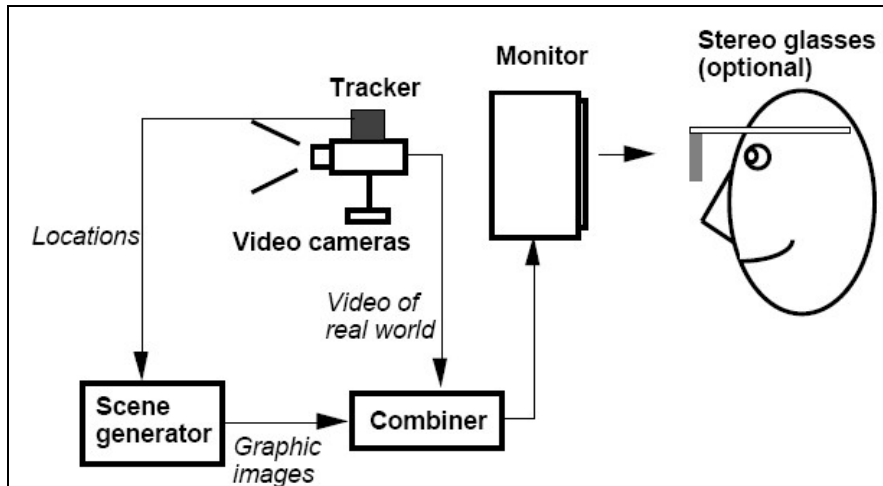 Stereo glasses
(optional)
Monitor
Tracker
Locations
Video cameras
Video of
real world
Scene
generator
Graphic
images
Combiner